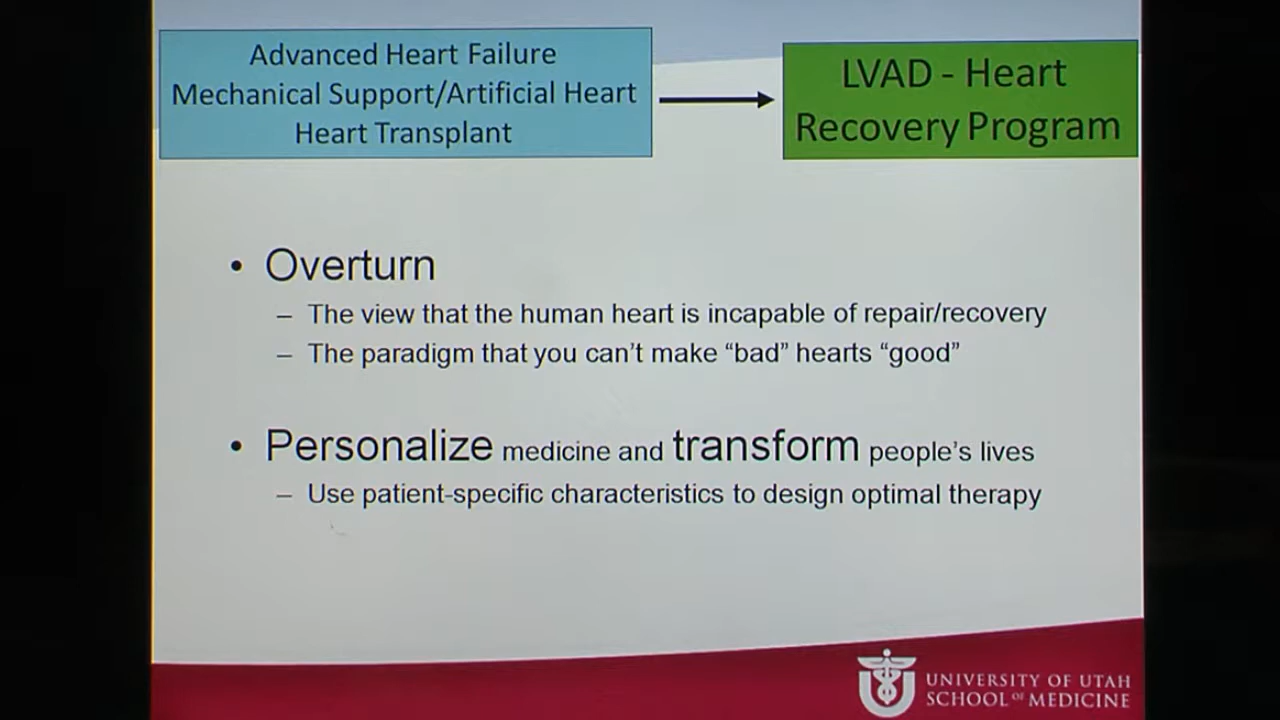 Advanced Heart Failure
Mechanical Support/Artificial Heart
Heart Transplant
LVAD - Heart
Recovery Program
• Overturn
– The view that the human heart is incapable of repair/recovery
– The paradigm that you can't make “bad” hearts “good”
• Personalize medicine and transform people's lives
– Use patient-specific characteristics to design optimal therapy
UNIVERSITY OF UTAH
SCHOOL OF MEDICINE